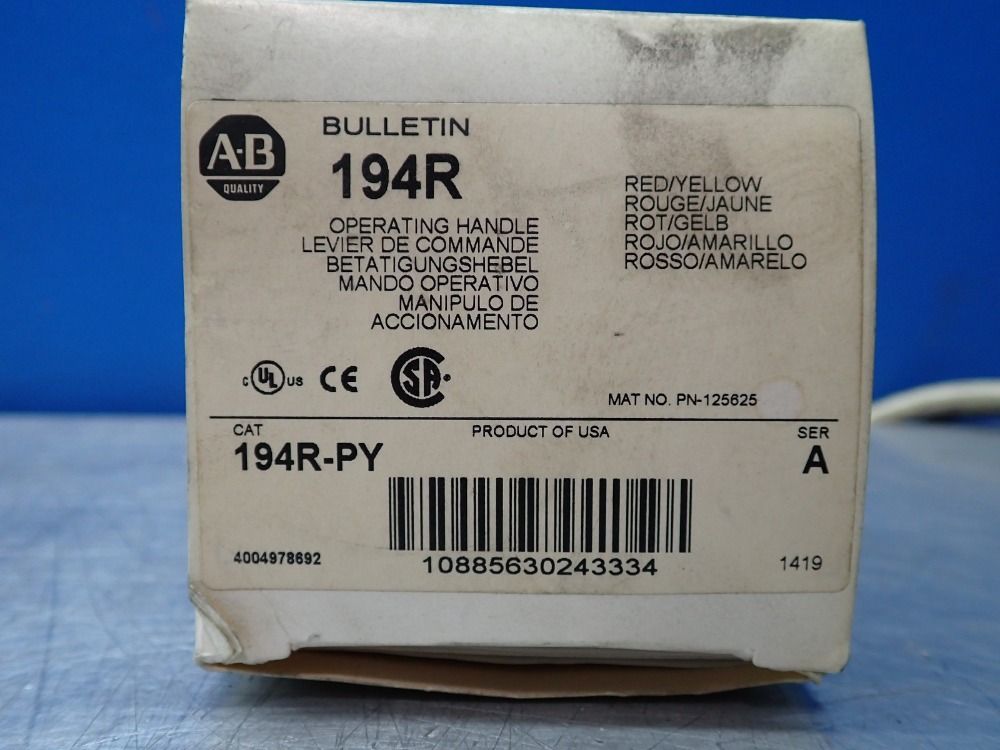 A-B
QUALITY
BULLETIN
194R
OPERATING HANDLE
LEVIER DE COMMANDE
BETATIGUNGSHEBEL
MANDO OPERATIVO
MANIPULO DE
ACCIONAMENTO
RED/YELLOW
ROUGE/JAUNE
ROT/GELB
ROJO/AMARILLO
ROSSO/AMARELO
C UL US CE SA
MAT NO. PN-125625
CAT
194R-PY
PRODUCT OF USA
SER
A
4004978692
10885630243334
1419